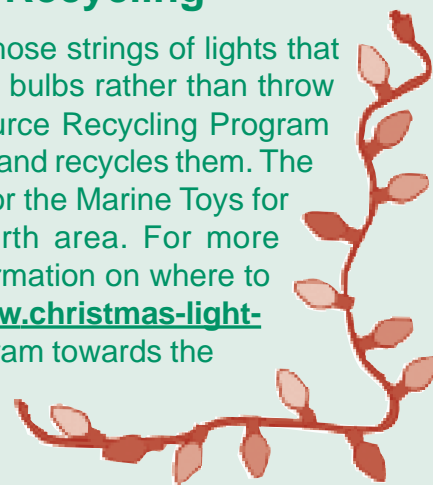 Recycling
hose strings of lights that
bulbs rather than throw
urce Recycling Program
and recycles them. The
or the Marine Toys for
rth area. For more
rmation on where to
w.christmas-light-
ram towards the